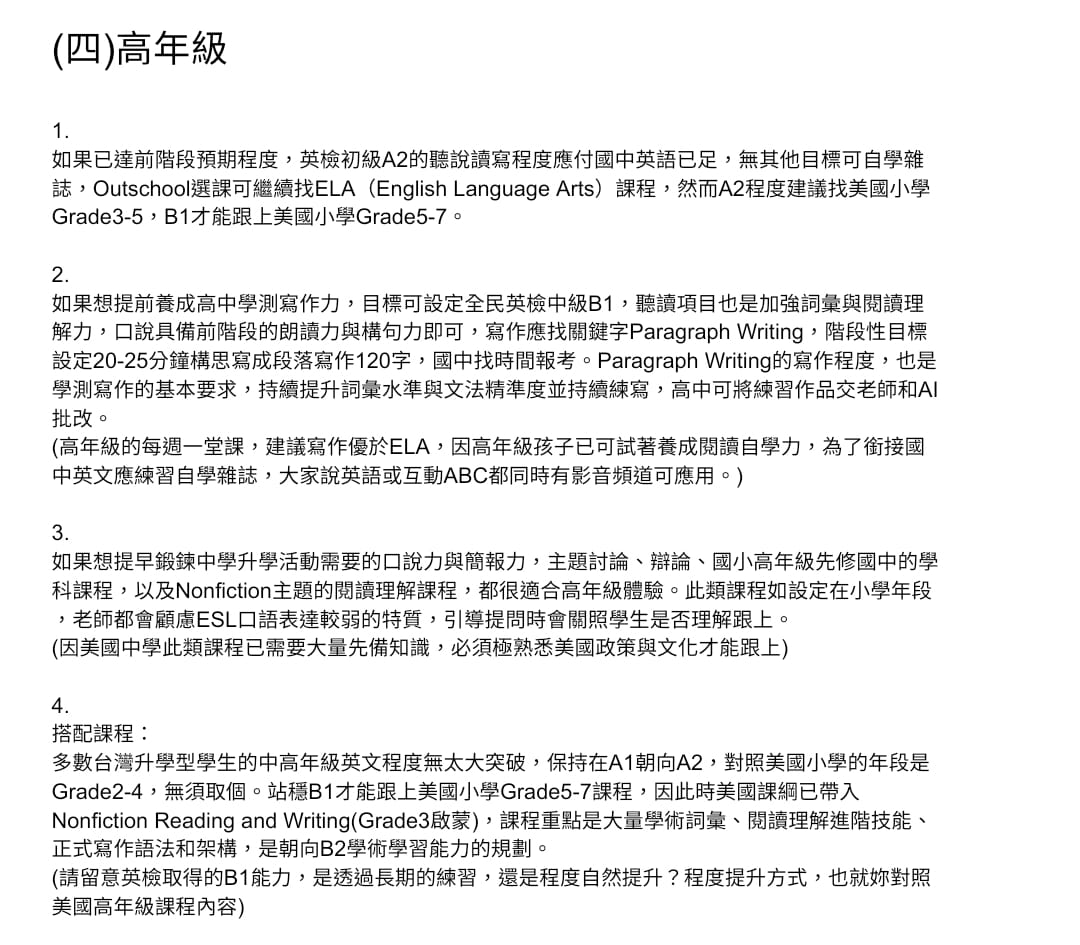 (四)高年級
1.
如果已達前階段預期程度，英檢初級A2的聽說讀寫程度應付國中英語已足，無其他目標可自學雜
誌，Outschool選課可繼續找ELA（English Language Arts）課程，然而A2程度建議找美國小學
Grade3-5，B1才能跟上美國小學Grade5-7。
2.
如果想提前養成高中學測寫作力，目標可設定全民英檢中級B1，聽讀項目也是加強詞彙與閱讀理
解力，口說具備前階段的朗讀力與構句力即可，寫作應找關鍵字Paragraph Writing，階段性目標
設定20-25分鐘構思寫成段落寫作120字，國中找時間報考。Paragraph Writing的寫作程度，也是
學測寫作的基本要求，持續提升詞彙水準與文法精準度並持續練寫，高中可將練習作品交老師和AI
批改。
(高年級的每週一堂課，建議寫作優於ELA，因高年級孩子已可試著養成閱讀自學力，為了銜接國
中英文應練習自學雜誌，大家說英語或互動ABC都同時有影音頻道可應用。)
3.
如果想提早鍛鍊中學升學活動需要的口說力與簡報力，主題討論、辯論、國小高年級先修國中的學
科課程，以及Nonfiction主題的閱讀理解課程，都很適合高年級體驗。此類課程如設定在小學年段
，老師都會顧慮ESL口語表達較弱的特質，引導提問時會關照學生是否理解跟上。
(因美國中學此類課程已需要大量先備知識，必須極熟悉美國政策與文化才能跟上)
4.
搭配課程：
多數台灣升學型學生的中高年級英文程度無太大突破，保持在A1朝向A2，對照美國小學的年段是
Grade2-4，無須取個。站穩B1才能跟上美國小學Grade5-7課程，因此時美國課綱已帶入
Nonfiction Reading and Writing(Grade3啟蒙)，課程重點是大量學術詞彙、閱讀理解進階技能、
正式寫作語法和架構，是朝向B2學術學習能力的規劃。
(請留意英檢取得的B1能力，是透過長期的練習，還是程度自然提升？程度提升方式，也就妳對照
美國高年級課程內容)